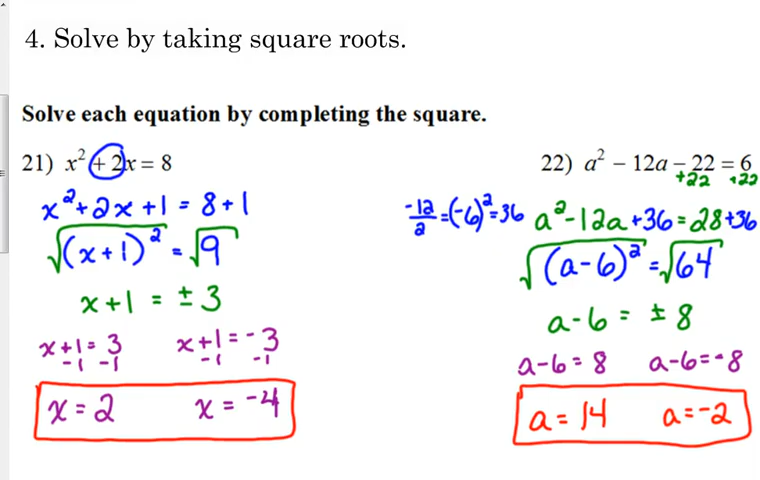 4. Solve by taking square roots.
Solve each equation by completing the square.
21) x² + 2x = 8
x² + 2x + 1 = 8 + 1
√(x + 1)² = √9
x + 1 = ± 3
x + 1 = 3
-1 -1
x + 1 = -3
-1 -1
x = 2
x = -4
22) a² − 12a − 22 = 6
+22 +22
-12/2 = (-6)² = 36
a² - 12a + 36 = 28 + 36
√(a - 6)² = √64
a - 6 = ± 8
a - 6 = 8
a - 6 = -8
a = 14
a = -2